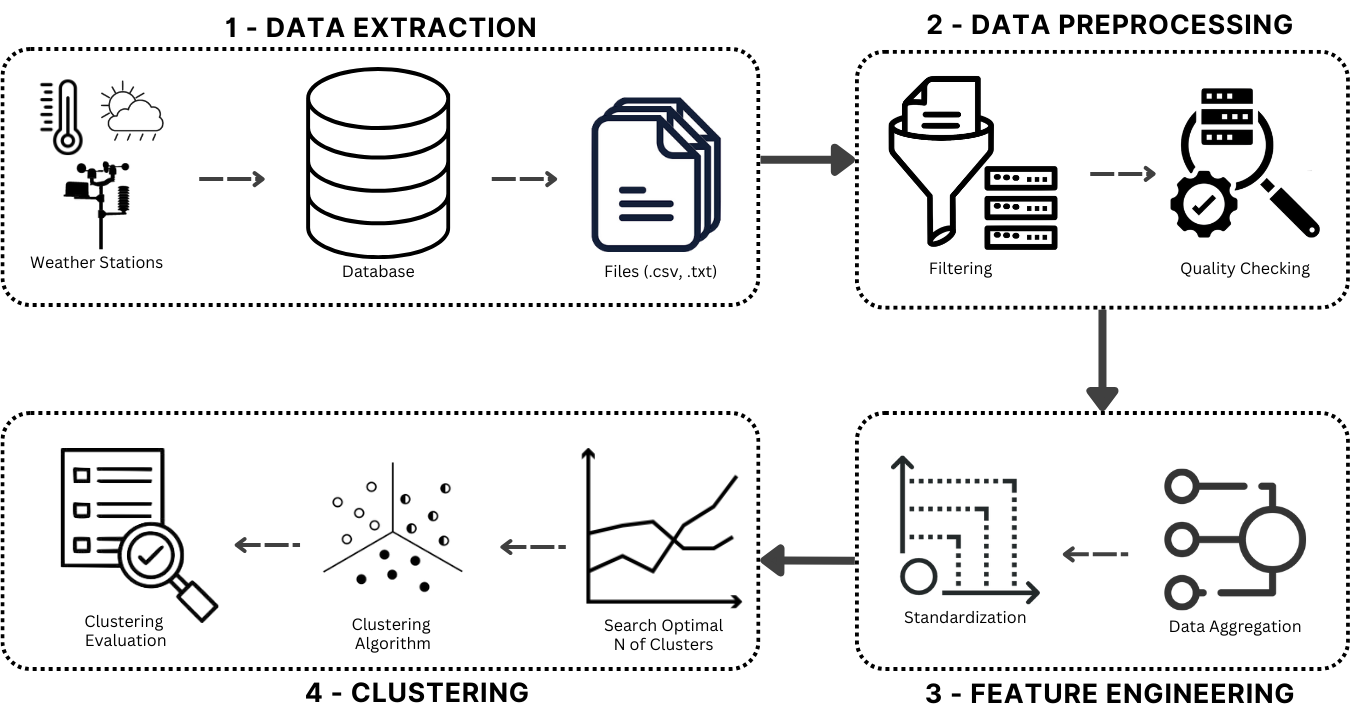 1 - DATA EXTRACTION
2 - DATA PREPROCESSING
Weather Stations
Database
Files (.csv, .txt)
Filtering
Quality Checking
Clustering
Evaluation
Clustering
Algorithm
Search Optimal
N of Clusters
Standardization
Data Aggregation
4 - CLUSTERING
3 - FEATURE ENGINEERING